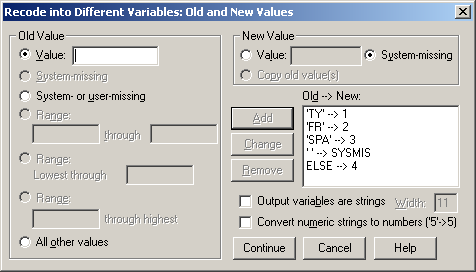 Recode into Different Variables: Old and New Values
Old Value
Value:
System-missing
System- or user-missing
Range:
through
Range:
Lowest through
Range:
through highest
All other values
New Value
Value:
System-missing
Copy old value(s)
Old --> New:
Add
Change
Remove
'TY' --> 1
'FR' --> 2
'SPA' --> 3
' ' --> SYSMIS
ELSE --> 4
Output variables are strings
Width: 11
Convert numeric strings to numbers ('5'->5)
Continue
Cancel
Help